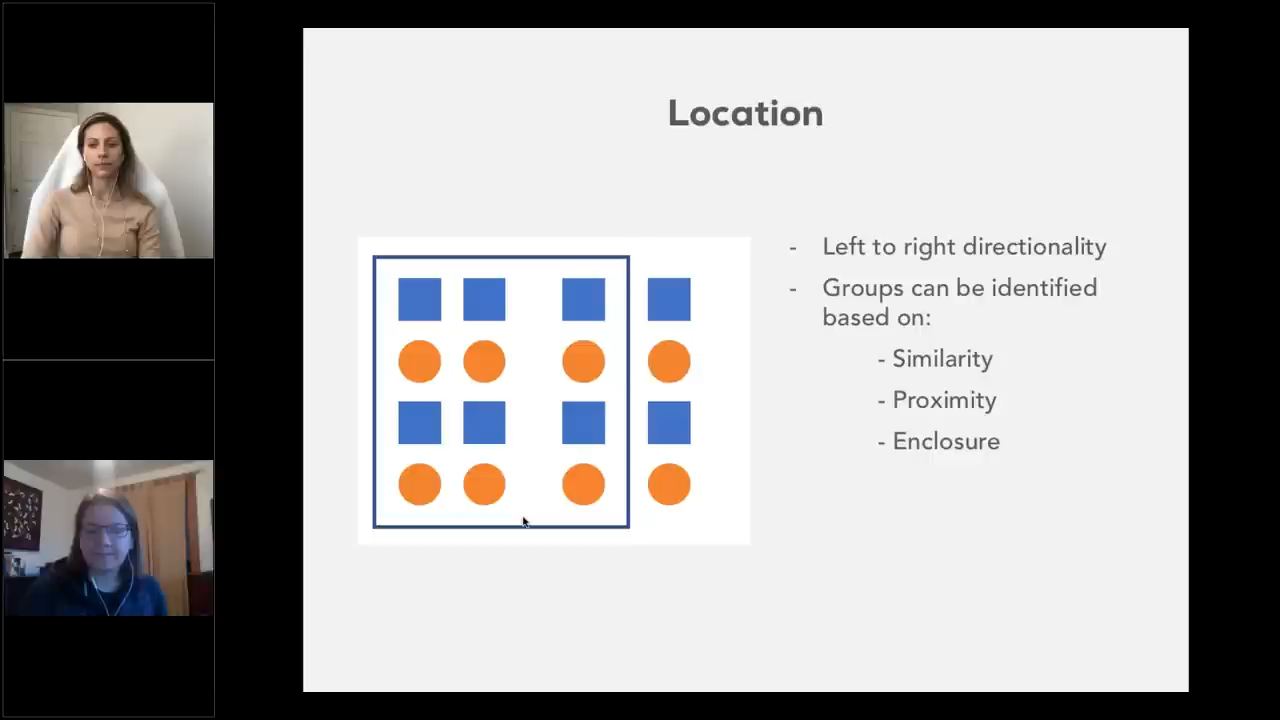 Location
- Left to right directionality
- Groups can be identified
based on:
- Similarity
- Proximity
- Enclosure